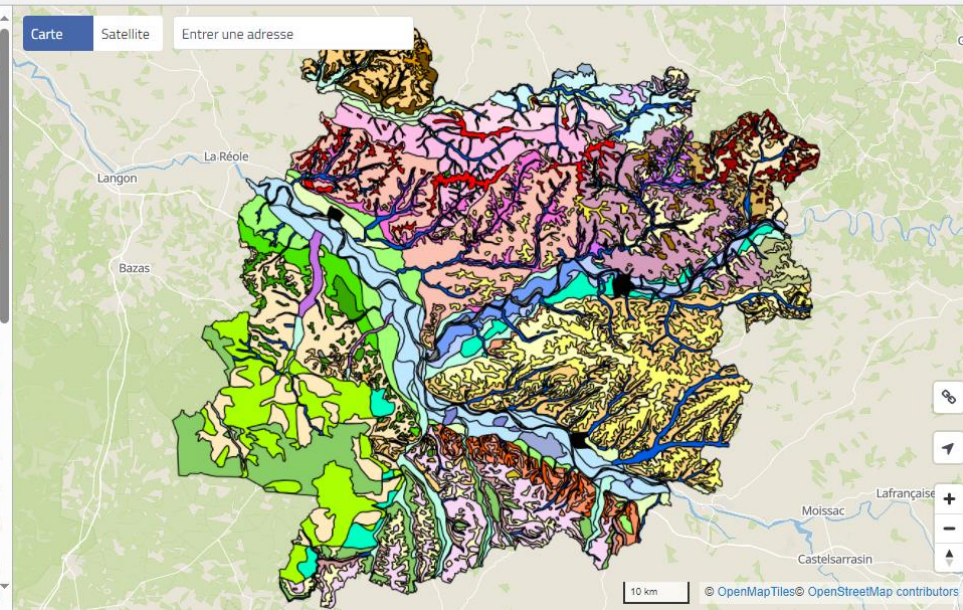 Carte
Satellite
Entrer une adresse
La Réole
Langon
Bazas
Lafrançaise
Moissac
Castelsarrasin
10 km
© OpenMapTiles© OpenStreetMap contributors